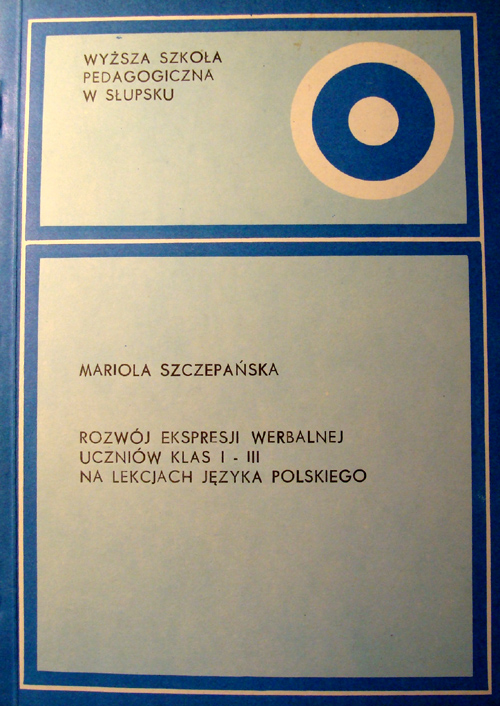 WYŻSZA SZKOŁA
PEDAGOGICZNA
W SŁUPSKU
MARIOLA SZCZEPAŃSKA
ROZWÓJ EKSPRESJI WERBALNEJ
UCZNIÓW KLAS I - III
NA LEKCJACH JĘZYKA POLSKIEGO